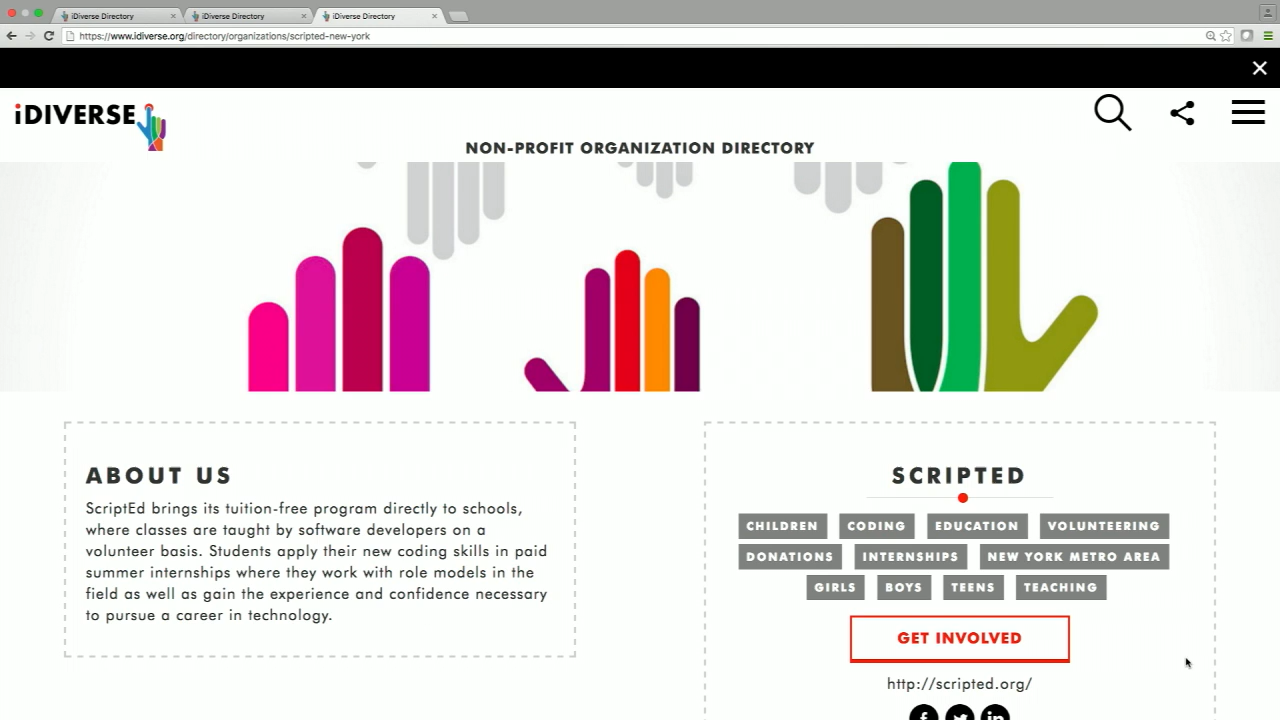 iDiverse Directory
iDiverse Directory
iDiverse Directory
https://www.idiverse.org/directory/organizations/scripted-new-york
iDIVERSE
NON-PROFIT ORGANIZATION DIRECTORY
ABOUT US
ScriptEd brings its tuition-free program directly to schools,
where classes are taught by software developers on a
volunteer basis. Students apply their new coding skills in paid
summer internships where they work with role models in the
field as well as gain the experience and confidence necessary
to pursue a career in technology.
SCRIPTED
CHILDREN CODING EDUCATION VOLUNTEERING
DONATIONS INTERNSHIPS NEW YORK METRO AREA
GIRLS BOYS TEENS TEACHING
GET INVOLVED
http://scripted.org/